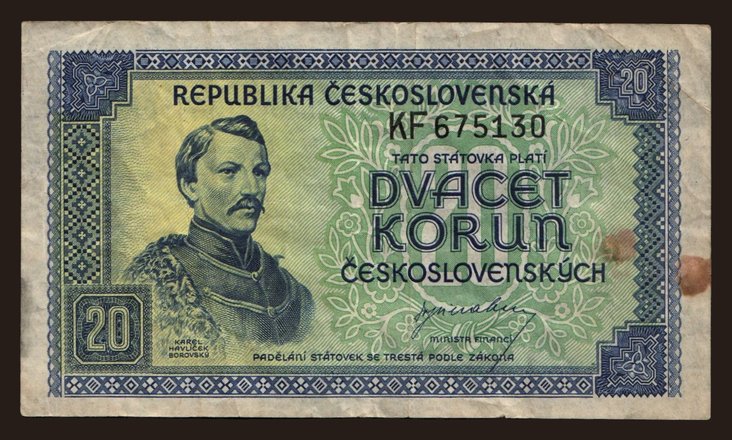 20
REPUBLIKA ČESKOSLOVENSKÁ
KF 675130
TATO STÁTOVKA PLATÍ
DVACET
KORUN
ČESKOSLOVENSKÝCH
MINISTR FINANCÍ
20
KAREL
HAVLÍČEK
BOROVSKÝ
PADĚLÁNÍ STÁTOVEK SE TRESTÁ PODLE ZÁKONA